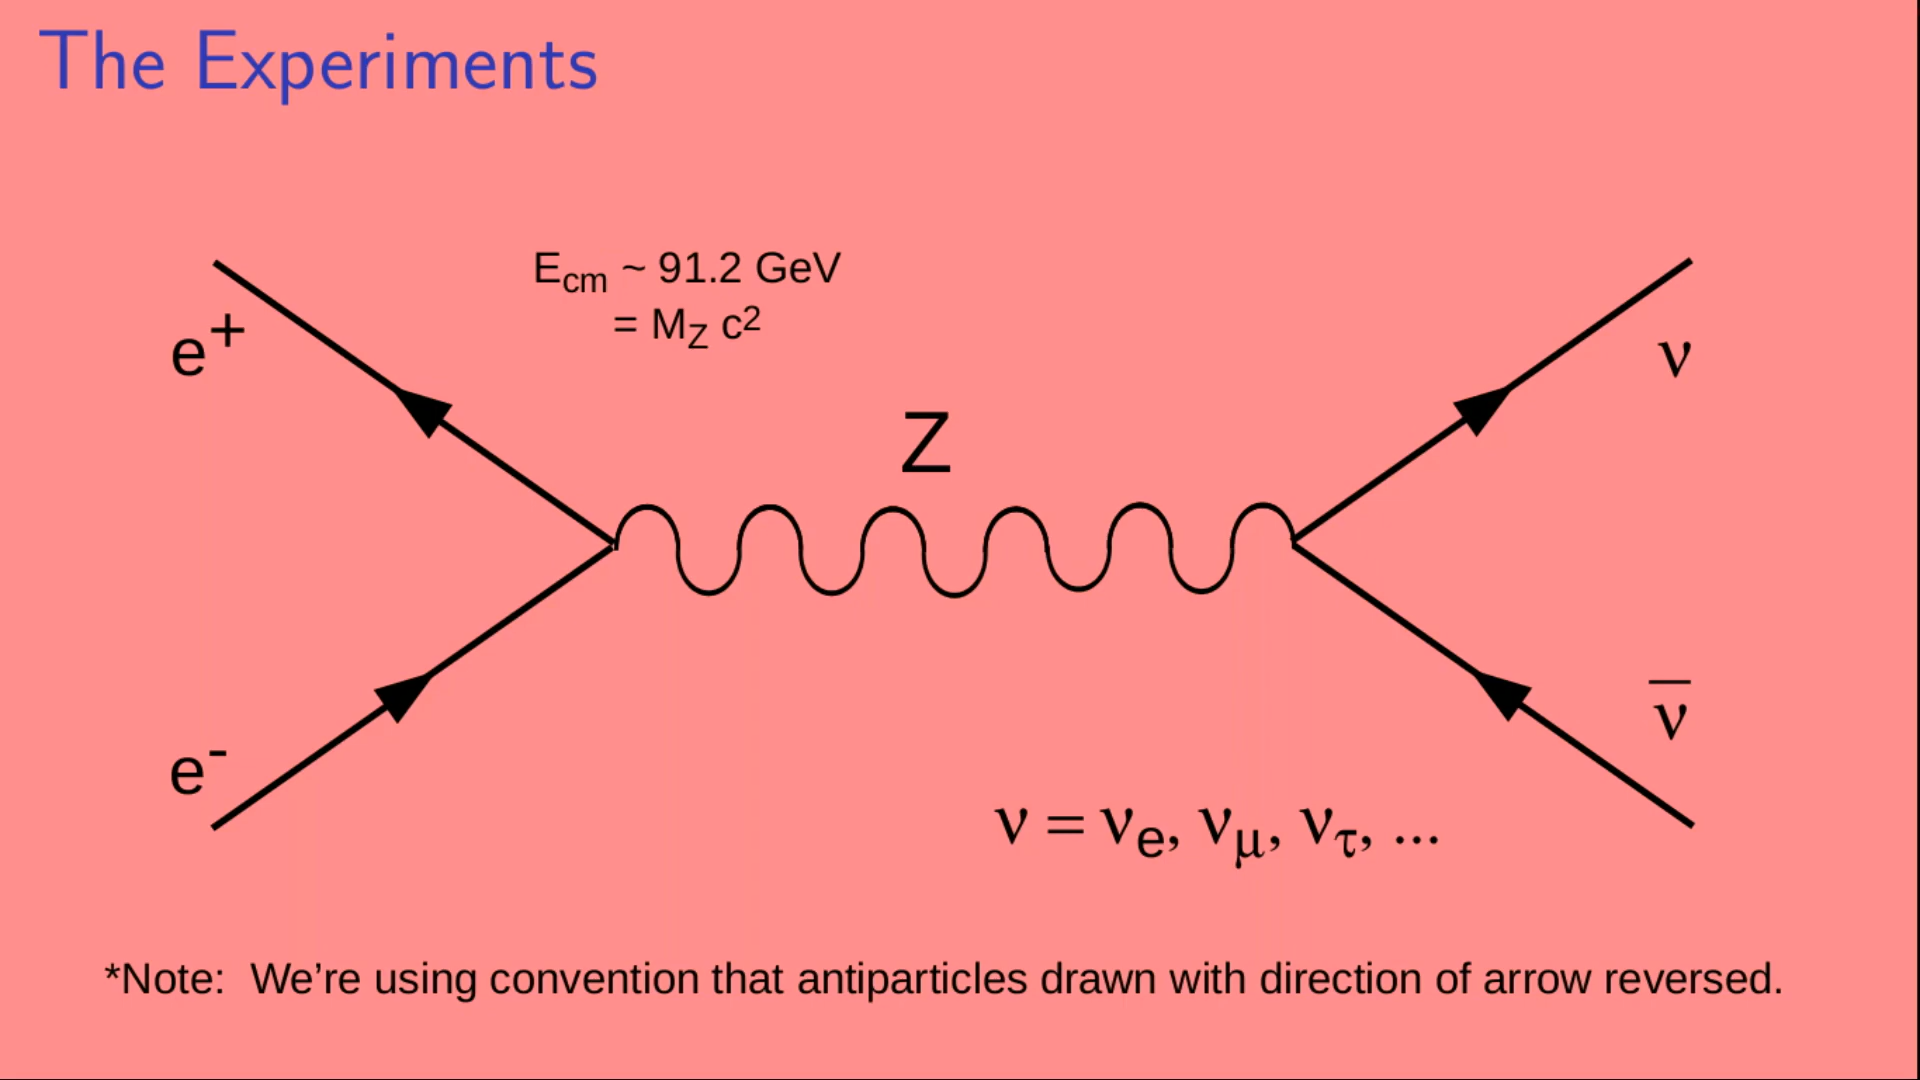 The Experiments
E_cm ~ 91.2 GeV
= M_Z c²
e⁺
ν
Z
e⁻
ν̅
ν = ν_e, ν_μ, ν_τ, ...
*Note: We’re using convention that antiparticles drawn with direction of arrow reversed.